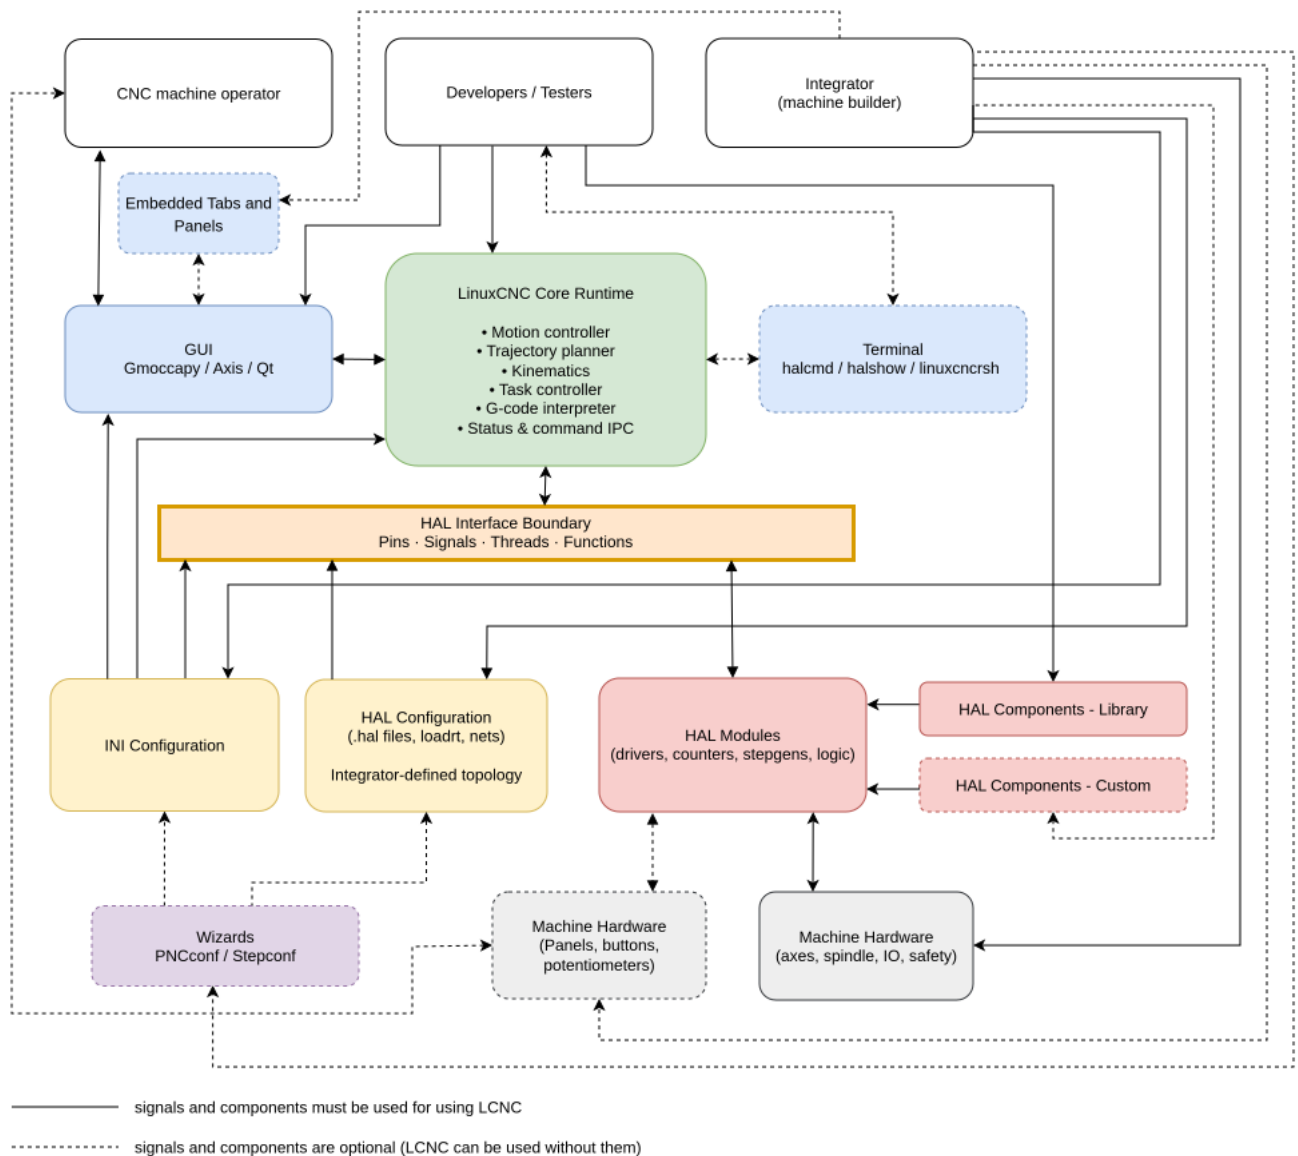 CNC machine operator
Developers / Testers
Integrator
(machine builder)
Embedded Tabs and
Panels
LinuxCNC Core Runtime
• Motion controller
• Trajectory planner
• Kinematics
• Task controller
• G-code interpreter
• Status & command IPC
GUI
Gmoccapy / Axis / Qt
Terminal
halcmd / halshow / linuxcncrsh
HAL Interface Boundary
Pins · Signals · Threads · Functions
INI Configuration
HAL Configuration
(.hal files, loadrt, nets)
Integrator-defined topology
HAL Modules
(drivers, counters, stepgens, logic)
HAL Components - Library
HAL Components - Custom
Wizards
PNCconf / Stepconf
Machine Hardware
(Panels, buttons,
potentiometers)
Machine Hardware
(axes, spindle, IO, safety)
signals and components must be used for using LCNC
signals and components are optional (LCNC can be used without them)